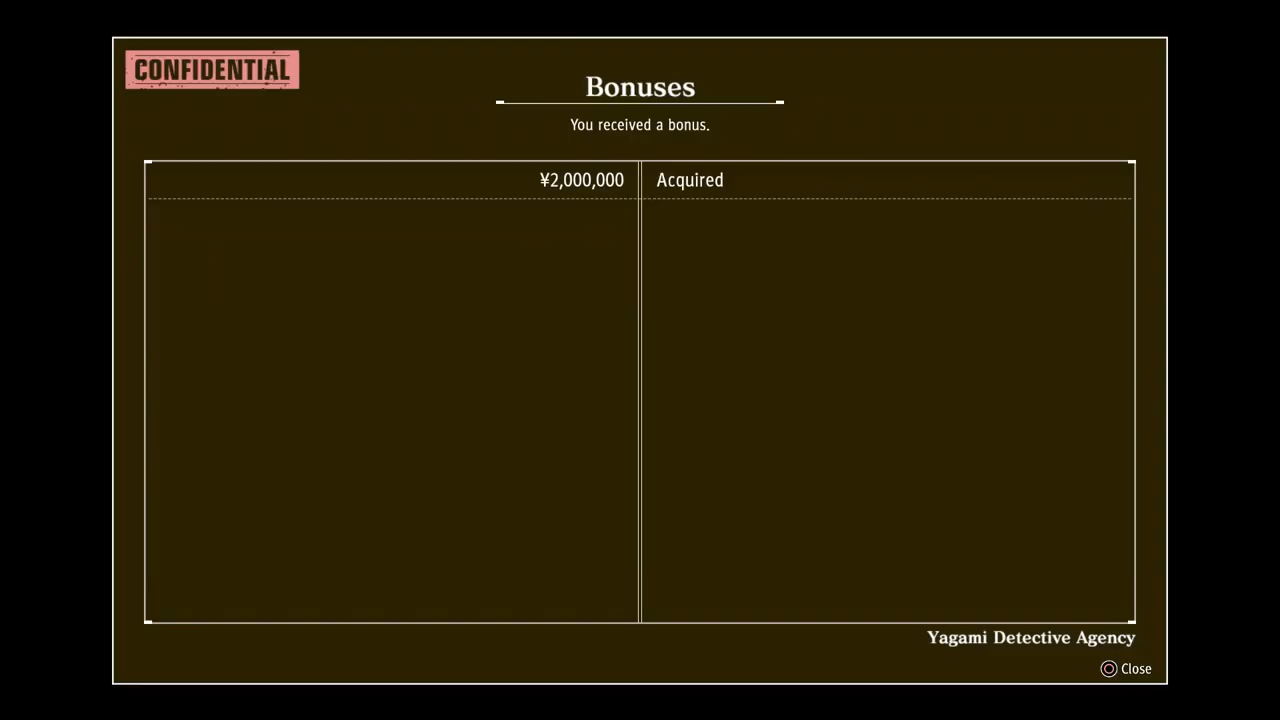 CONFIDENTIAL
Bonuses
You received a bonus.
¥2,000,000 Acquired
Yagami Detective Agency
Close